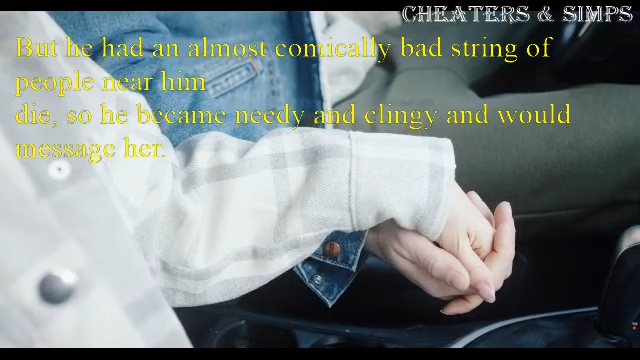 CHEATERS & SIMPS
But he had an almost comically bad string of
people near him
die, so he became needy and clingy and would
message her.